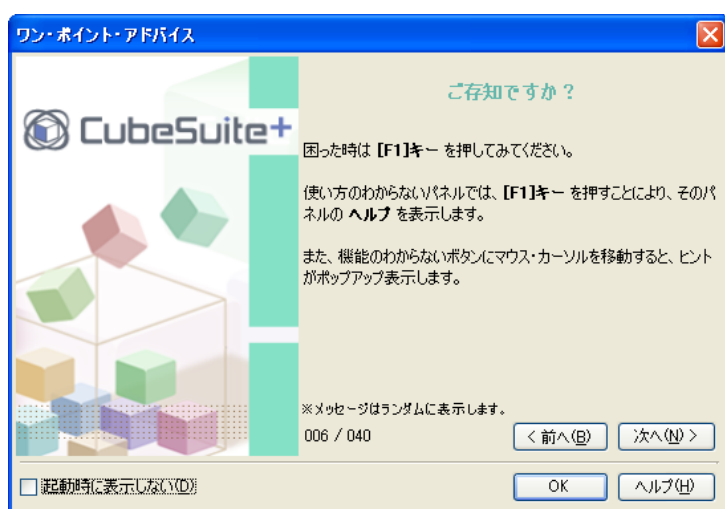 ワン・ポイント・アドバイス
CubeSuite+
ご存知ですか？
困った時は [F1]キー を押してみてください。
使い方のわからないパネルでは、[F1]キー を押すことにより、そのパ
ネルの ヘルプ を表示します。
また、機能のわからないボタンにマウス・カーソルを移動すると、ヒント
がポップアップ表示します。
※メッセージはランダムに表示します。
006 / 040
< 前へ(B)
次へ(N) >
起動時に表示しない(D)
OK
ヘルプ(H)